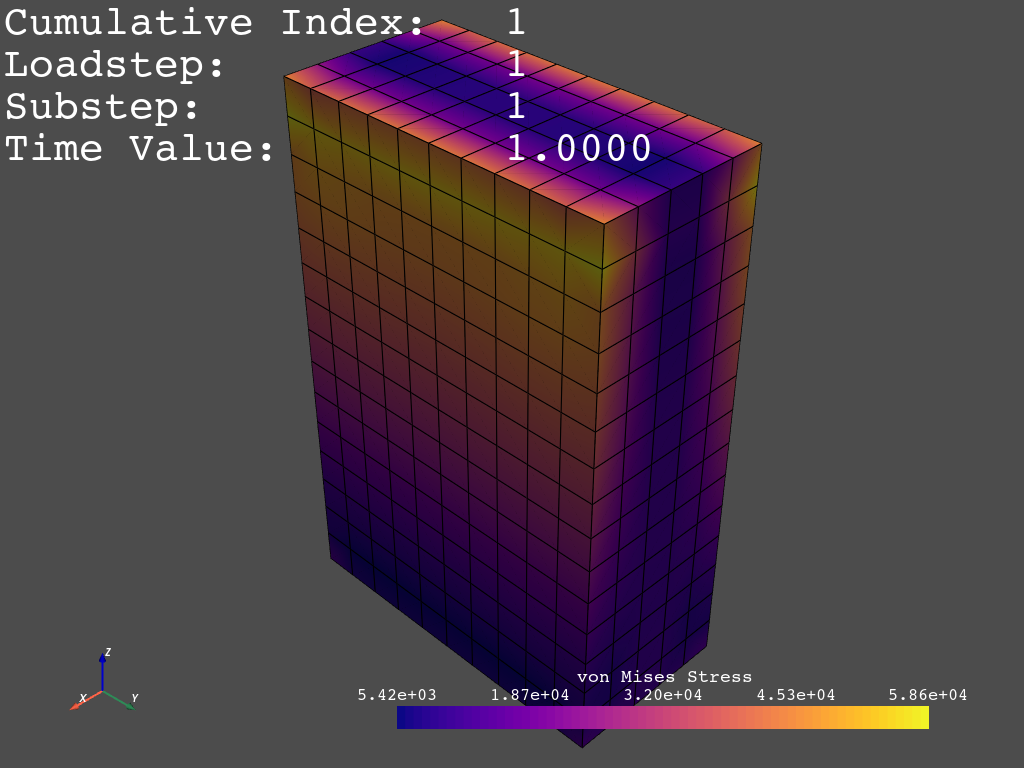 Cumulative Index: 1
Loadstep: 1
Substep: 1
Time Value: 1.0000
Z
X
Y
von Mises Stress
5.42e+03 1.87e+04 3.20e+04 4.53e+04 5.86e+04